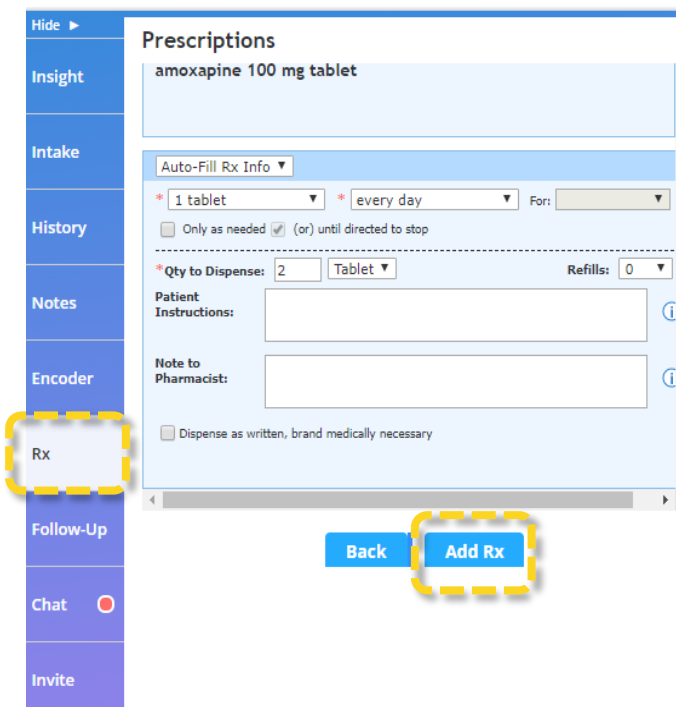 Hide ►
Prescriptions
Insight
amoxapine 100 mg tablet
Intake
Auto-Fill Rx Info ▼
* 1 tablet ▼ * every day ▼ For: ▼
History
Only as needed (or) until directed to stop
*Qty to Dispense: 2 Tablet ▼ Refills: 0 ▼
Notes
Patient
Instructions:
Encoder
Note to
Pharmacist:
Dispense as written, brand medically necessary
Rx
Follow-Up
Back Add Rx
Chat
Invite